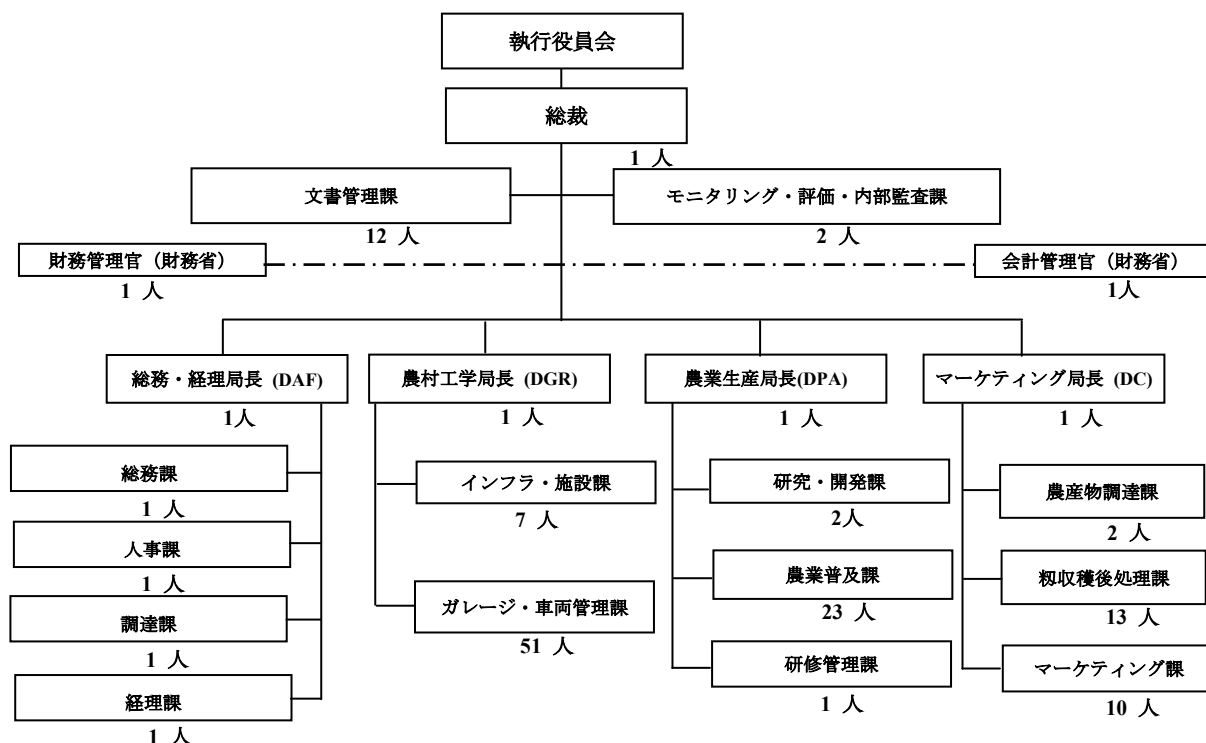 執行役員会
総裁
1 人
文書管理課
12 人
モニタリング・評価・内部監査課
2 人
財務管理官（財務省）
1 人
会計管理官（財務省）
1人
総務・経理局長 (DAF)
1人
農村工学局長 (DGR)
1 人
農業生産局長(DPA)
1 人
マーケティング局長 (DC)
1 人
総務課
1 人
人事課
1 人
調達課
1 人
経理課
1 人
インフラ・施設課
7 人
ガレージ・車両管理課
51 人
研究・開発課
2人
農業普及課
23 人
研修管理課
1 人
農産物調達課
2 人
籾収穫後処理課
13 人
マーケティング課
10 人